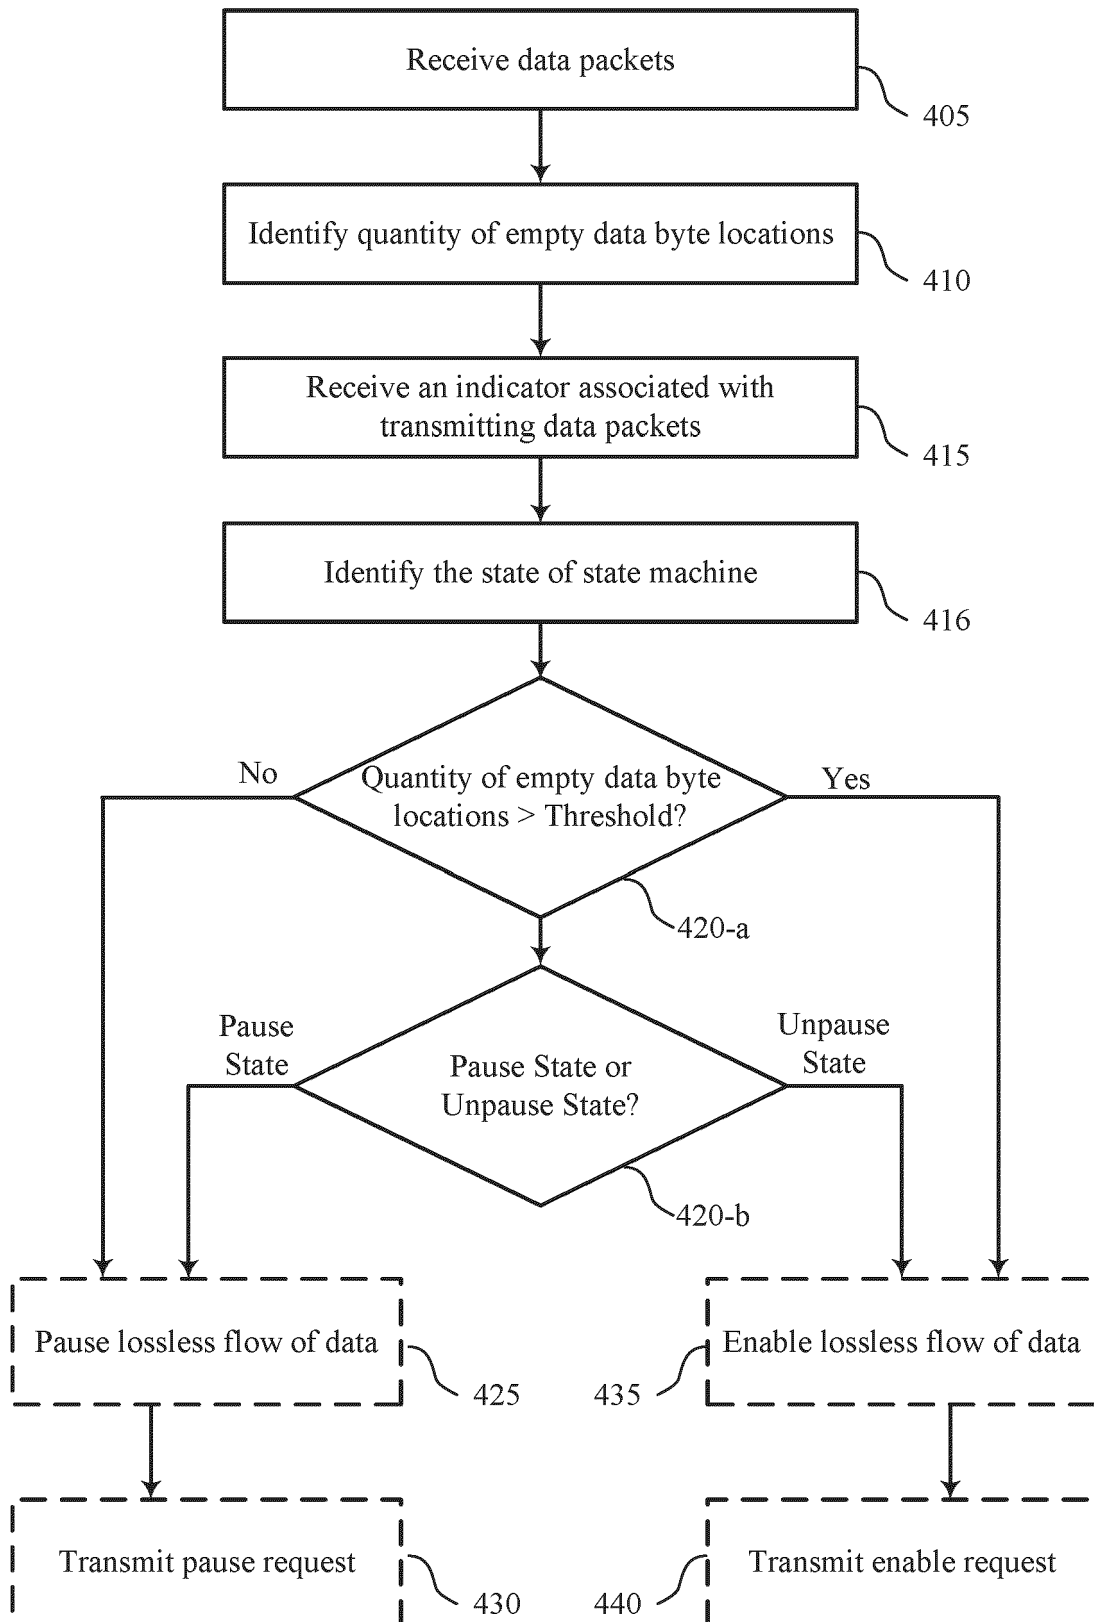 Receive data packets
405
Identify quantity of empty data byte locations
410
Receive an indicator associated with
transmitting data packets
415
Identify the state of state machine
416
No
Quantity of empty data byte
locations > Threshold?
Yes
420-a
Pause
State
Pause State or
Unpause State?
Unpause
State
420-b
Pause lossless flow of data
425
435
Enable lossless flow of data
Transmit pause request
430
440
Transmit enable request